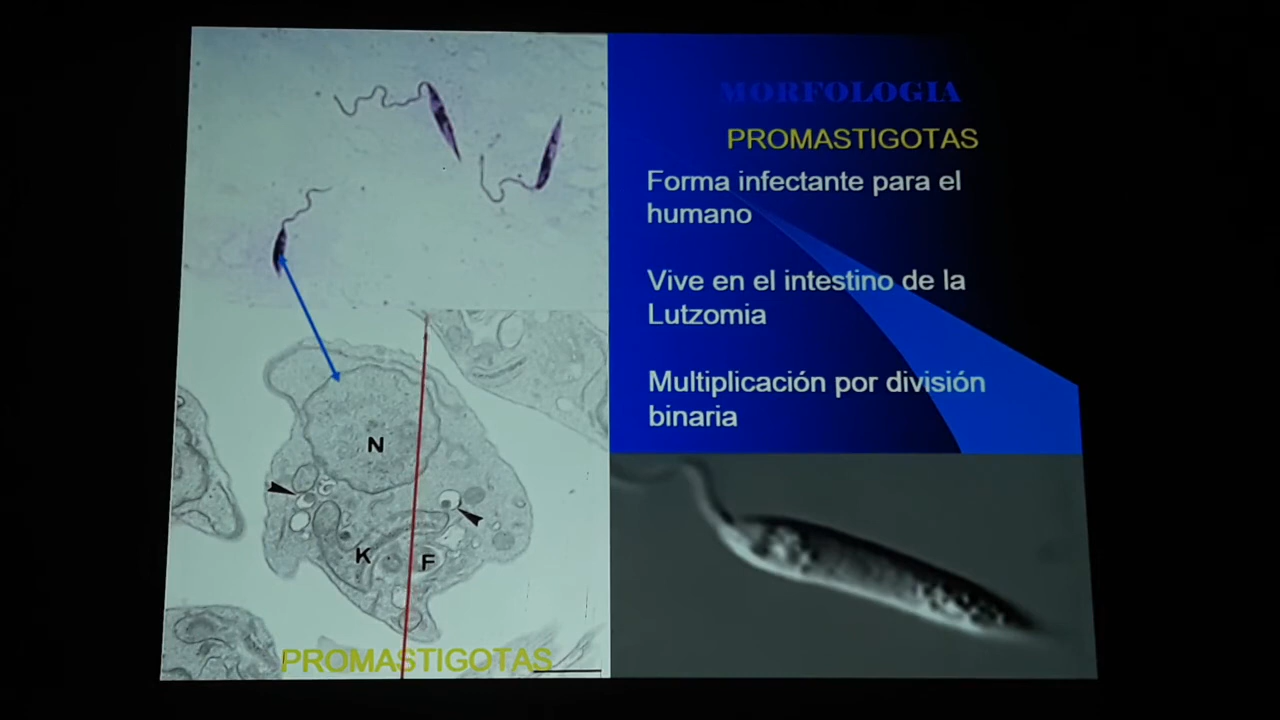 MORFOLOGIA
PROMASTIGOTAS
Forma infectante para el
humano
Vive en el intestino de la
Lutzomia
Multiplicación por división
binaria
N
K
F
PROMASTIGOTAS